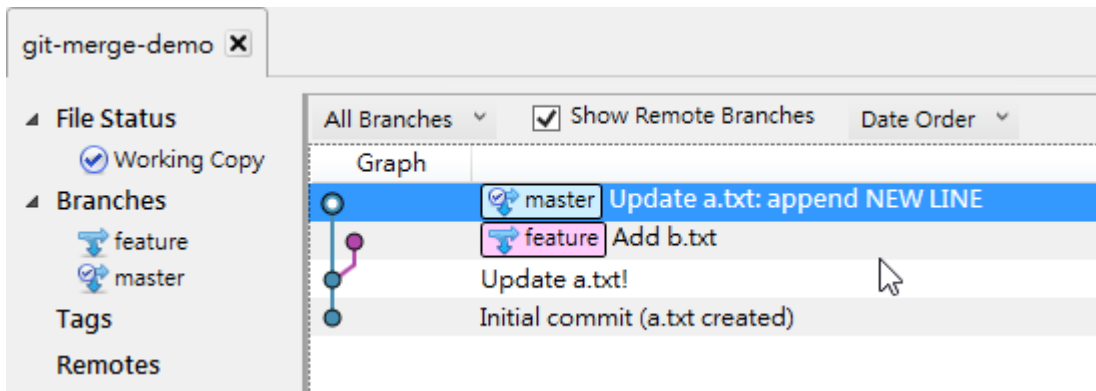 git-merge-demo
File Status
Working Copy
Branches
feature
master
Tags
Remotes
All Branches Show Remote Branches Date Order
Graph
master Update a.txt: append NEW LINE
feature Add b.txt
Update a.txt!
Initial commit (a.txt created)